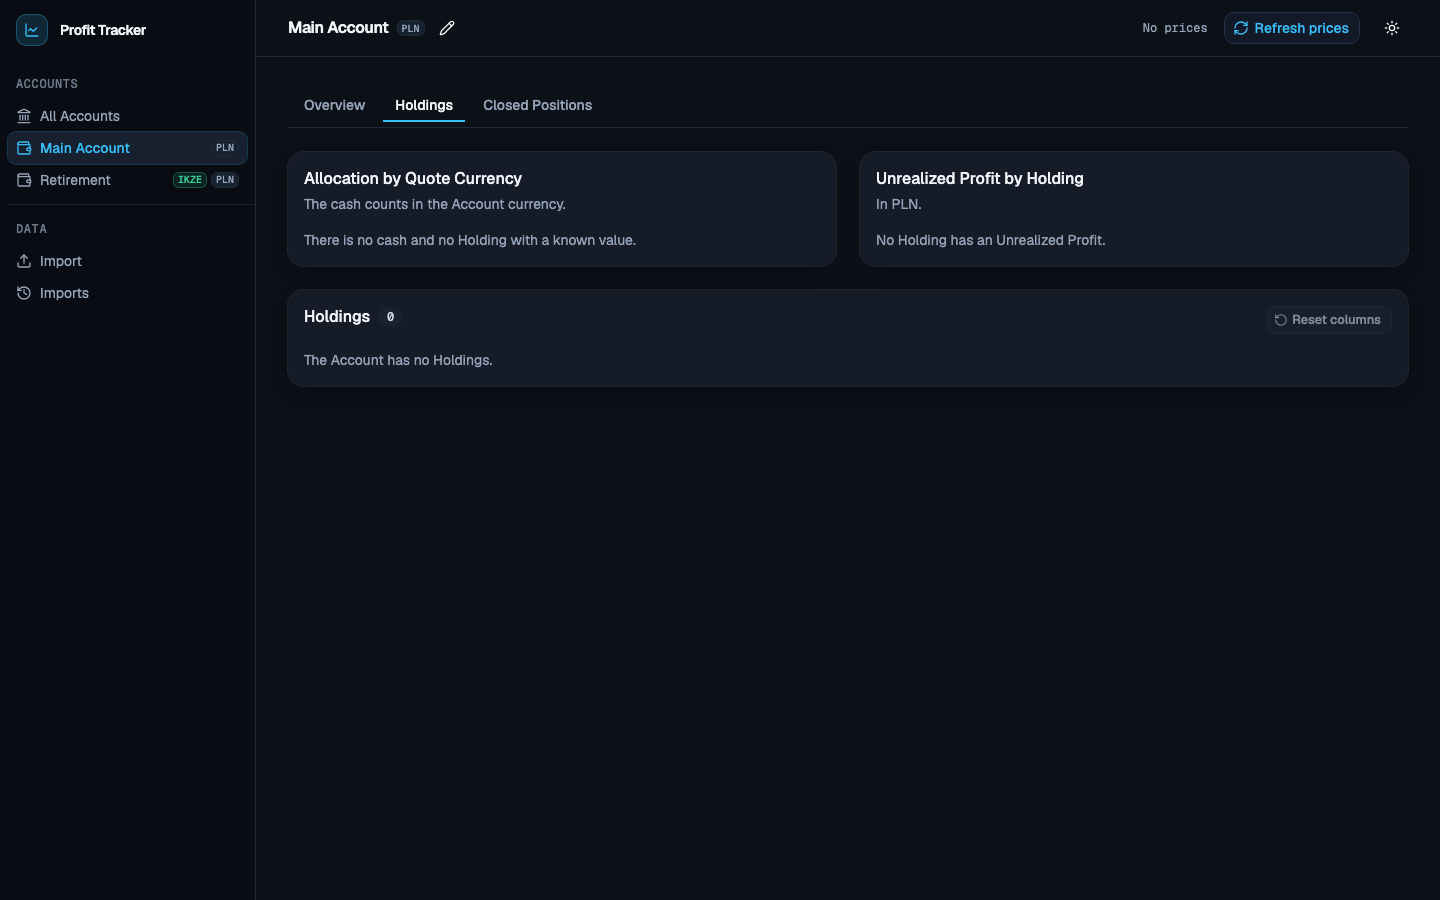 Profit Tracker
ACCOUNTS
All Accounts
Main Account PLN
Retirement IKZE PLN
DATA
Import
Imports
Main Account PLN
No prices
Refresh prices
Overview
Holdings
Closed Positions
Allocation by Quote Currency
The cash counts in the Account currency.
There is no cash and no Holding with a known value.
Unrealized Profit by Holding
In PLN.
No Holding has an Unrealized Profit.
Holdings 0
Reset columns
The Account has no Holdings.